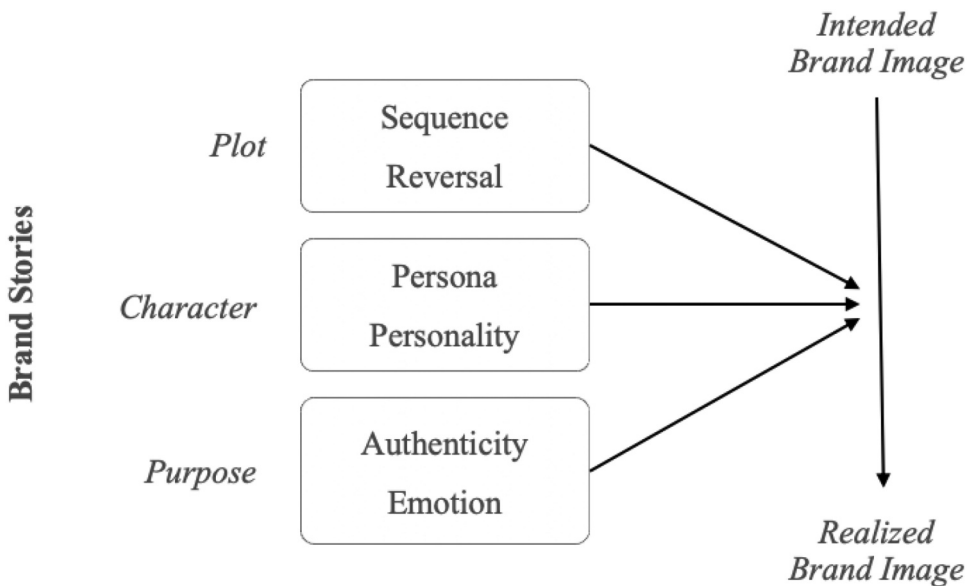 Brand Stories
Plot
Sequence
Reversal
Character
Persona
Personality
Purpose
Authenticity
Emotion
Intended
Brand Image
Realized
Brand Image